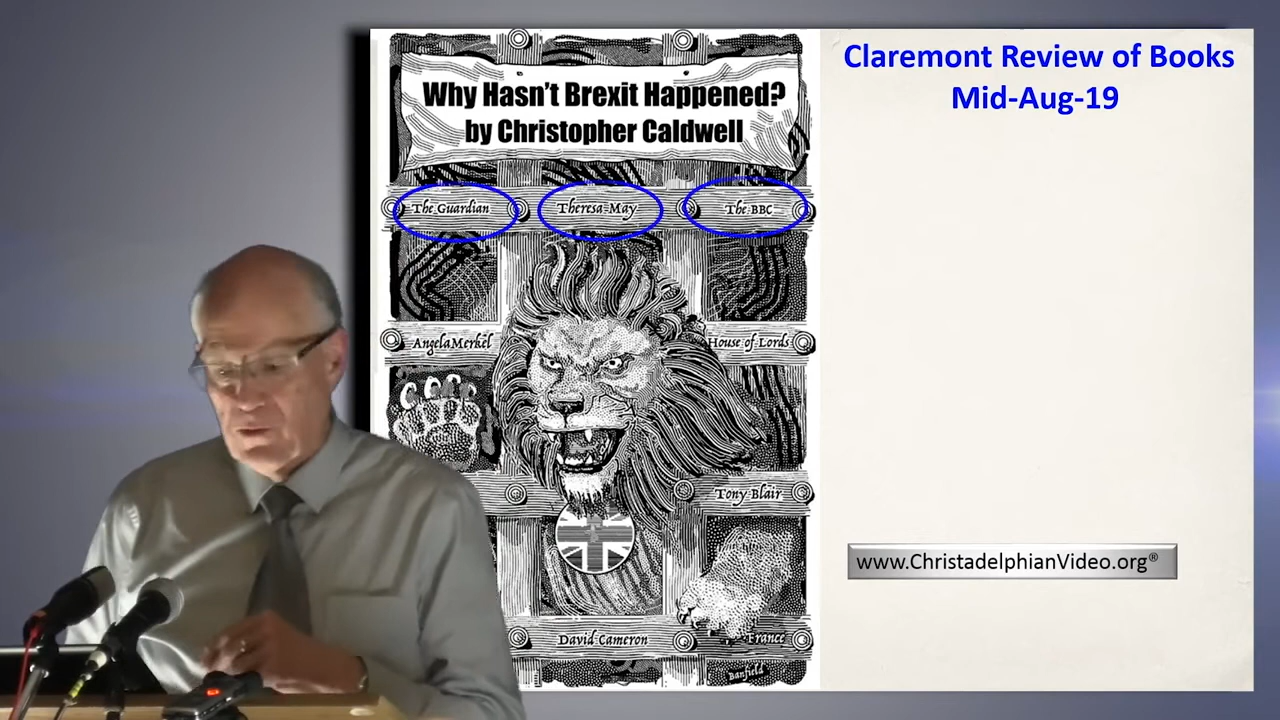 Claremont Review of Books
Mid-Aug-19
Why Hasn't Brexit Happened?
by Christopher Caldwell
The Guardian
Theresa May
The BBC
Angela Merkel
House of Lords
Tony Blair
David Cameron
France
Banfield
www.ChristadelphianVideo.org®